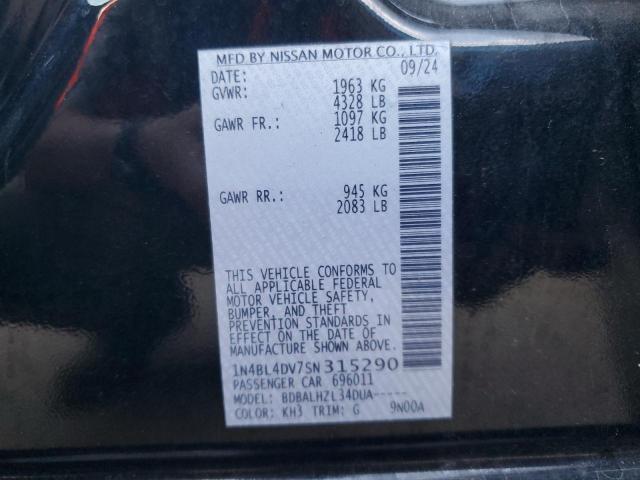 MFD BY NISSAN MOTOR CO., LTD.
DATE: 09/24
GVWR: 1963 KG
4328 LB
GAWR FR.: 1097 KG
2418 LB
GAWR RR.: 945 KG
2083 LB
THIS VEHICLE CONFORMS TO
ALL APPLICABLE FEDERAL
MOTOR VEHICLE SAFETY,
BUMPER, AND THEFT
PREVENTION STANDARDS IN
EFFECT ON THE DATE OF
MANUFACTURE SHOWN ABOVE.
1N4BL4DV7SN315290
PASSENGER CAR 696011
MODEL: BDBALHZL34DUA-----
COLOR: KH3 TRIM: G 9N00A